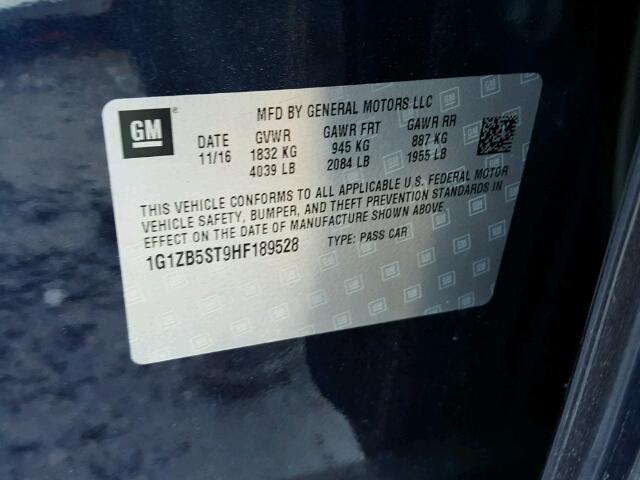 GM
MFD BY GENERAL MOTORS LLC
DATE GVWR GAWR FRT GAWR RR
11/16 1832 KG 945 KG 887 KG
4039 LB 2084 LB 1955 LB
THIS VEHICLE CONFORMS TO ALL APPLICABLE U.S. FEDERAL MOTOR
VEHICLE SAFETY, BUMPER, AND THEFT PREVENTION STANDARDS IN
EFFECT ON THE DATE OF MANUFACTURE SHOWN ABOVE.
1G1ZB5ST9HF189528 TYPE: PASS CAR